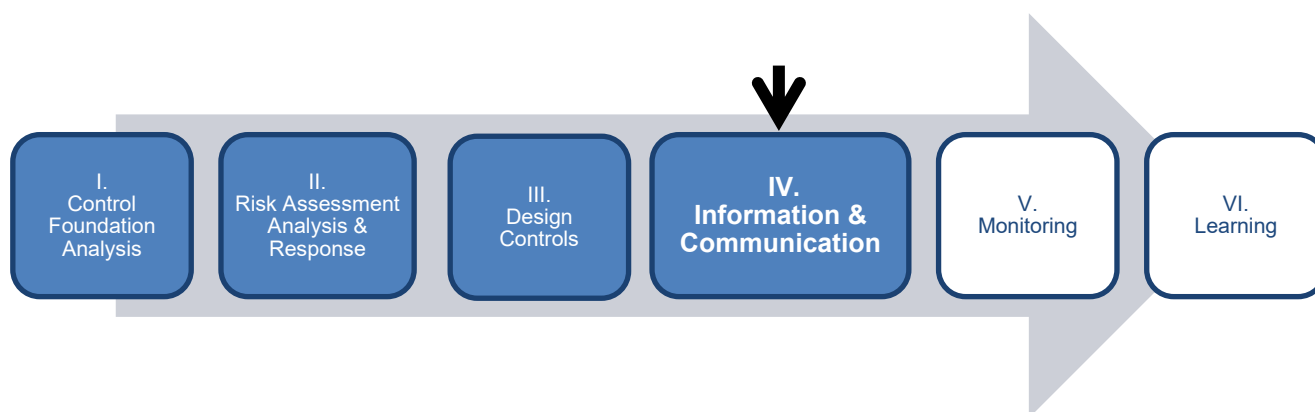 I.
Control
Foundation
Analysis
II.
Risk Assessment
Analysis &
Response
III.
Design
Controls
IV.
Information &
Communication
V.
Monitoring
VI.
Learning